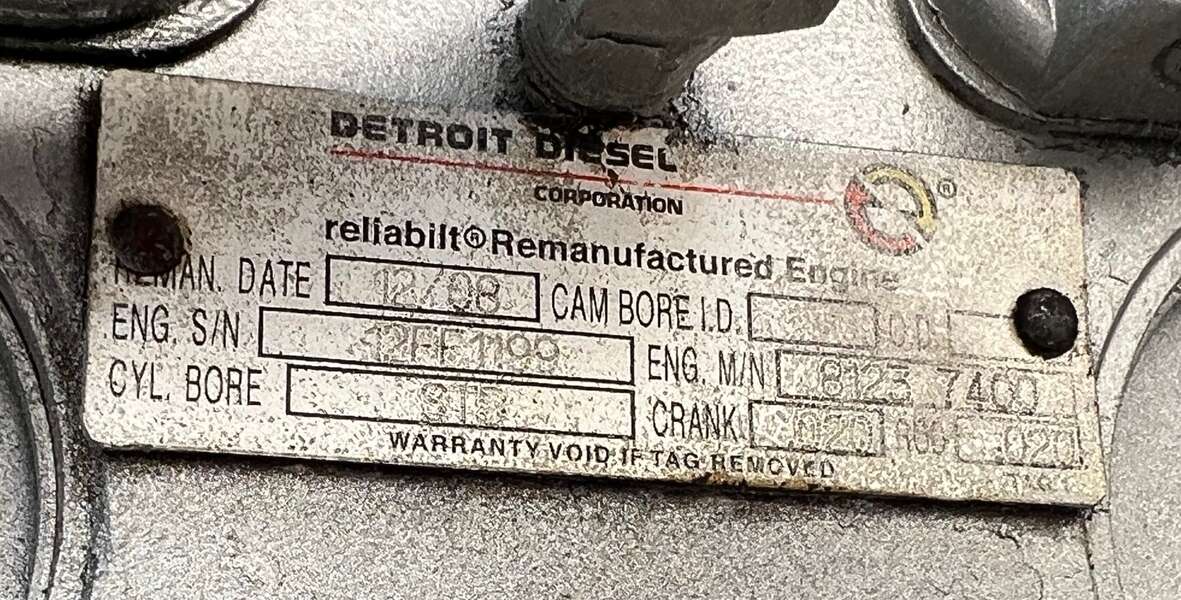 DETROIT DIESEL
CORPORATION
®
reliabilt® Remanufactured Engine
REMAN. DATE 12/08 CAM BORE I.D. O.D.
ENG. S/N ENG. M/N 8123 7400
CYL. BORE STD CRANK .020 .020
WARRANTY VOID IF TAG REMOVED